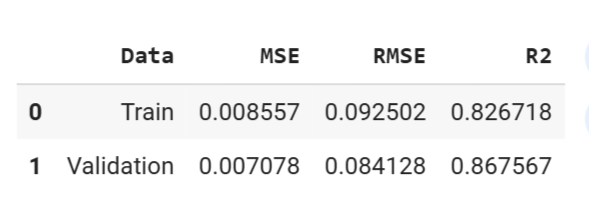 Data MSE RMSE R2
0 Train 0.008557 0.092502 0.826718
1 Validation 0.007078 0.084128 0.867567